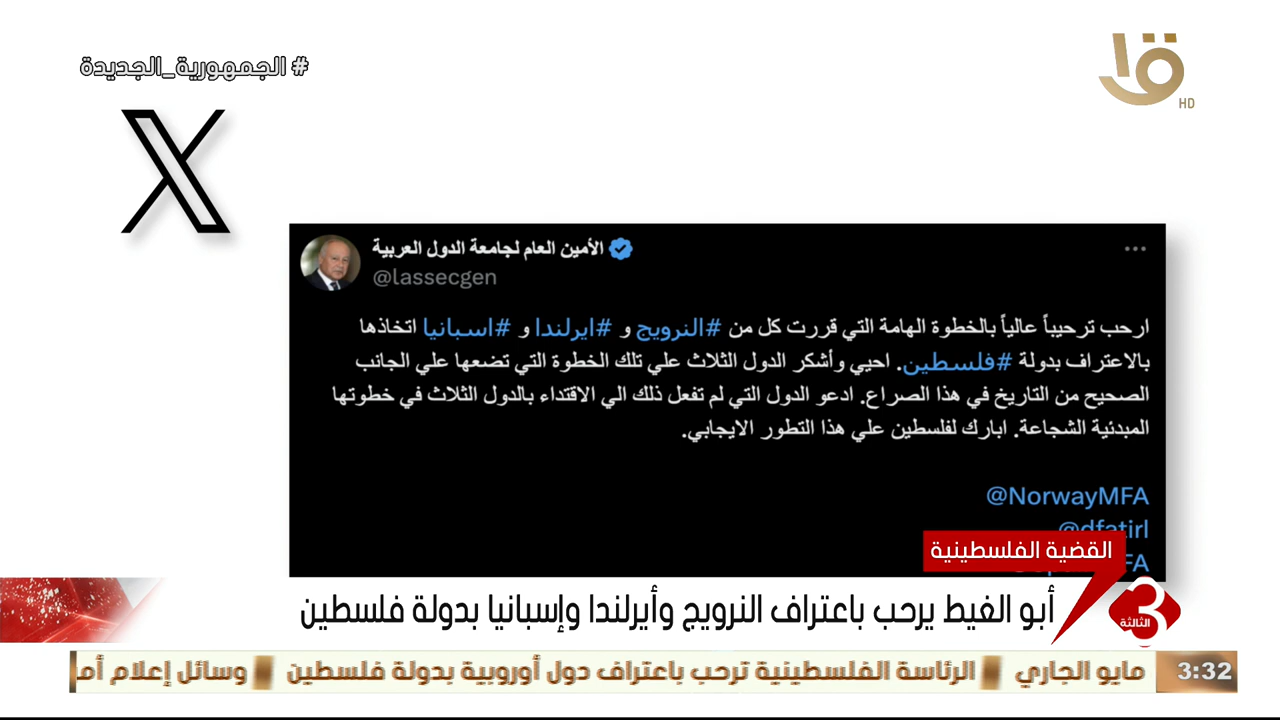 # الجمهورية_الجديدة
HD
الأمين العام لجامعة الدول العربية
@lassecgen
ارحب ترحيباً عالياً بالخطوة الهامة التي قررت كل من #النرويج و #ايرلندا و #اسبانيا اتخاذها
بالاعتراف بدولة #فلسطين. احيي وأشكر الدول الثلاث علي تلك الخطوة التي تضعها علي الجانب
الصحيح من التاريخ في هذا الصراع. ادعو الدول التي لم تفعل ذلك الي الاقتداء بالدول الثلاث في خطوتها
المبدئية الشجاعة. ابارك لفلسطين علي هذا التطور الايجابي.
@NorwayMFA
@dfatirl
FA
القضية الفلسطينية
أبو الغيط يرحب باعتراف النرويج وأيرلندا وإسبانيا بدولة فلسطين
3 الثالثة
3:32
مايو الجاري
الرئاسة الفلسطينية ترحب باعتراف دول أوروبية بدولة فلسطين
وسائل إعلام أم